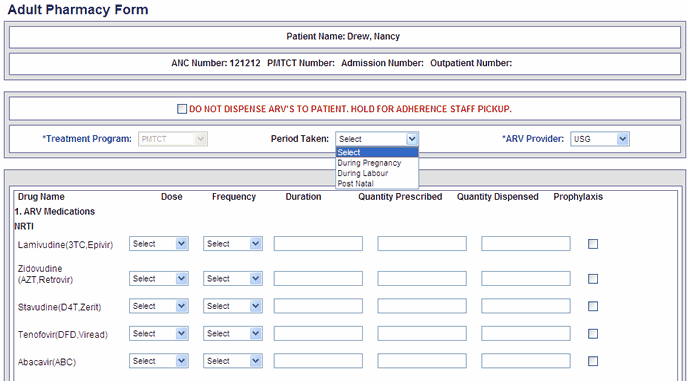 Adult Pharmacy Form
Patient Name: Drew, Nancy
ANC Number: 121212 PMTCT Number: Admission Number: Outpatient Number:
DO NOT DISPENSE ARV'S TO PATIENT. HOLD FOR ADHERENCE STAFF PICKUP.
*Treatment Program: PMTCT Period Taken: Select *ARV Provider: USG
Select
During Pregnancy
During Labour
Post Natal
Drug Name Dose Frequency Duration Quantity Prescribed Quantity Dispensed Prophylaxis
1. ARV Medications
NRTI
Lamivudine(3TC,Epivir) Select Select
Zidovudine
(AZT,Retrovir) Select Select
Stavudine(D4T,Zerit) Select Select
Tenofovir(DFD,Viread) Select Select
Abacavir(ABC) Select Select